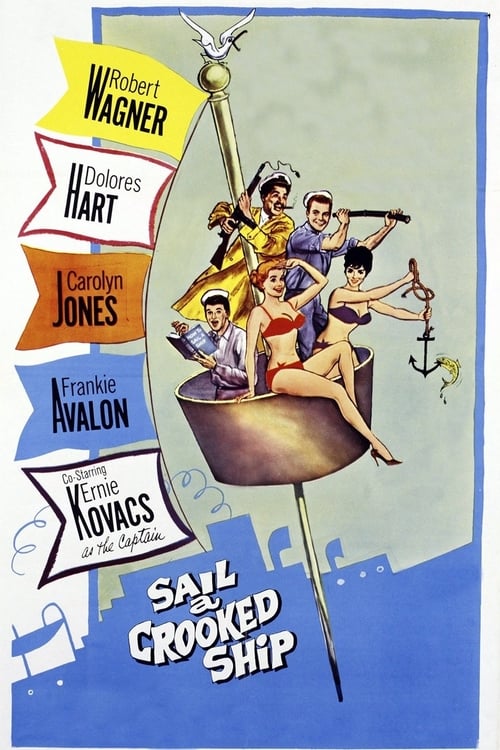 Robert
WAGNER
Dolores
HART
Carolyn
JONES
Frankie
AVALON
Co-Starring
Ernie
KOVACS
as the Captain
SAIL
a
CROOKED
SHIP